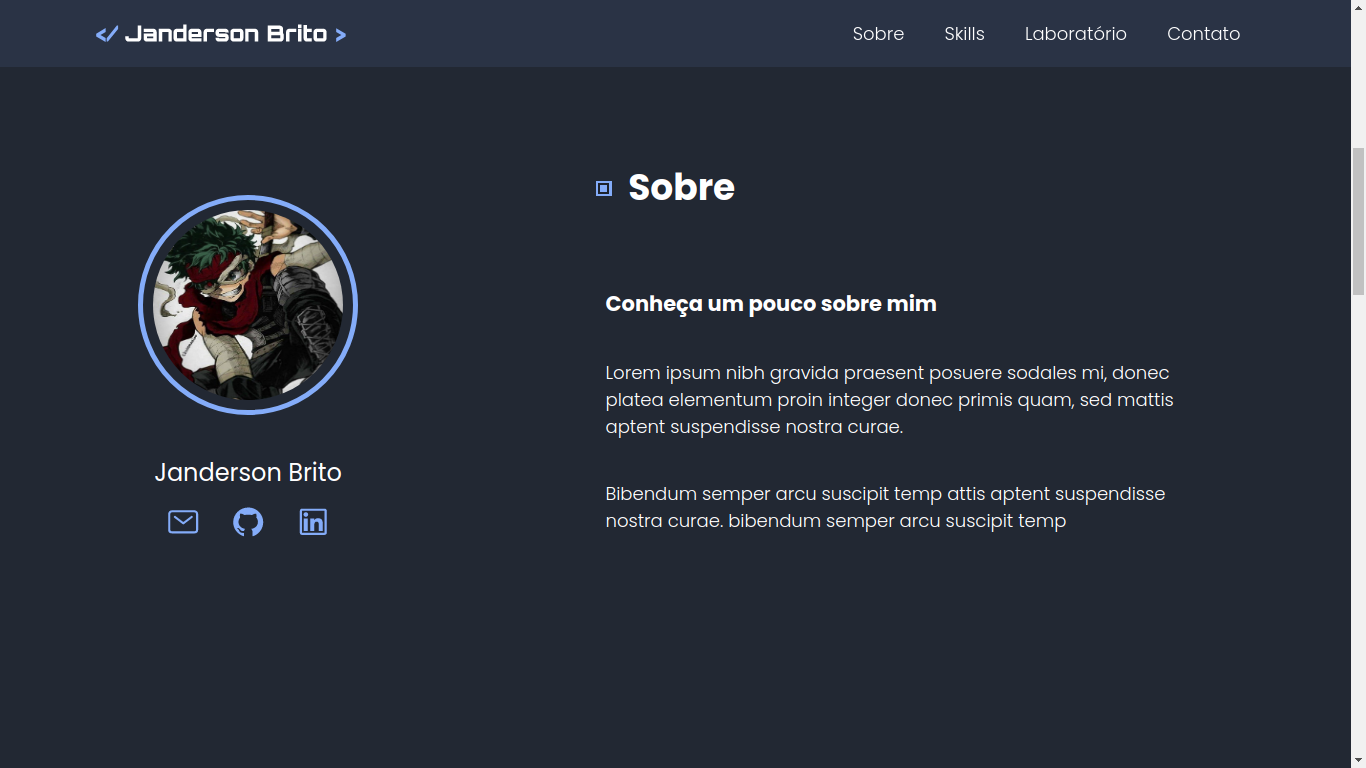 </ Janderson Brito >
Sobre Skills Laboratório Contato
Sobre
Conheça um pouco sobre mim
Lorem ipsum nibh gravida praesent posuere sodales mi, donec
platea elementum proin integer donec primis quam, sed mattis
aptent suspendisse nostra curae.
Bibendum semper arcu suscipit temp attis aptent suspendisse
nostra curae. bibendum semper arcu suscipit temp
Janderson Brito
in